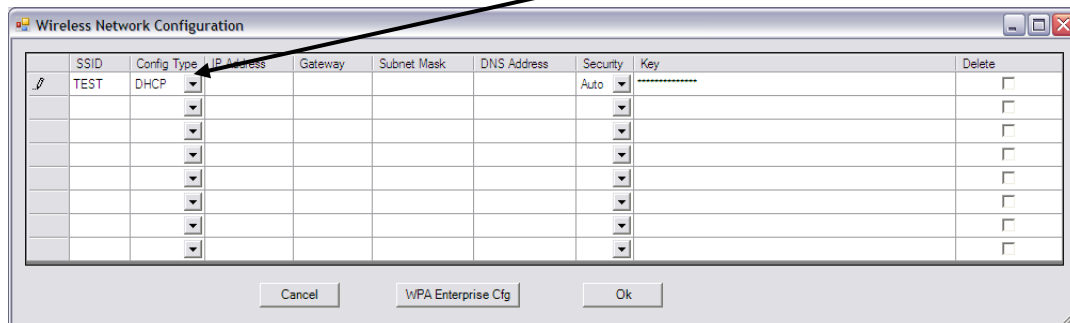 Wireless Network Configuration
SSID Config Type IP Address Gateway Subnet Mask DNS Address Security Key Delete
TEST DHCP Auto **************
Cancel WPA Enterprise Cfg Ok